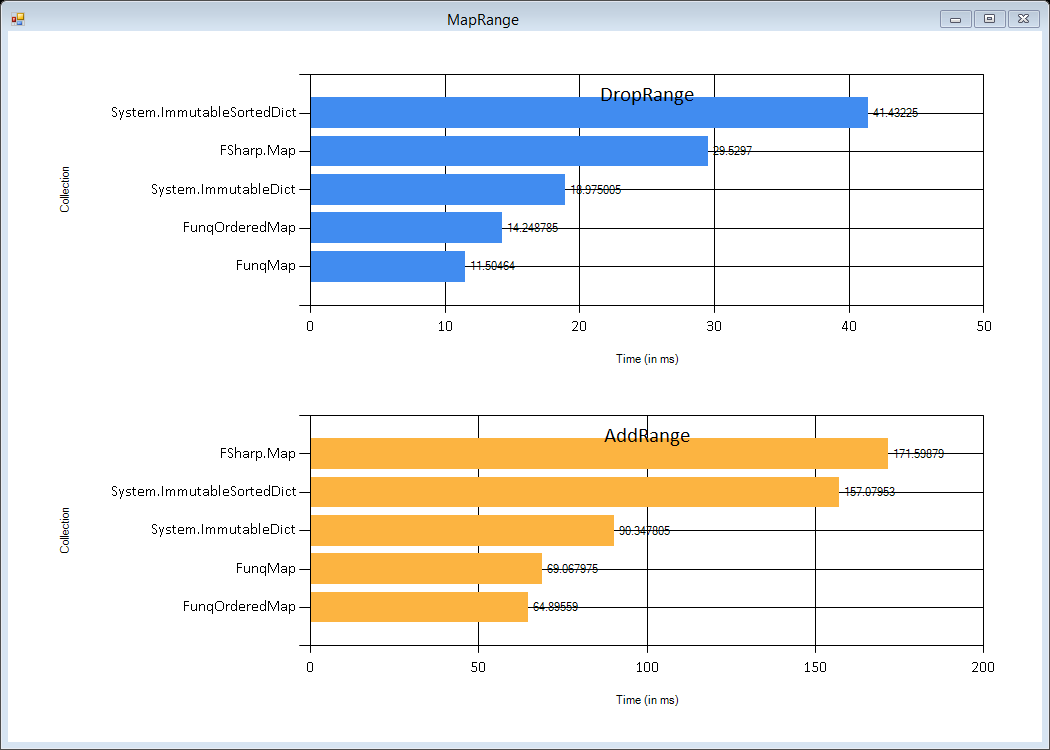 MapRange
DropRange
System.ImmutableSortedDict 41.43225
FSharp.Map 29.5297
System.ImmutableDict 18.975005
FunqOrderedMap 14.248785
FunqMap 11.50464
Collection
0 10 20 30 40 50
Time (in ms)
AddRange
FSharp.Map 171.59879
System.ImmutableSortedDict 157.07953
System.ImmutableDict 90.347805
FunqMap 69.067975
FunqOrderedMap 64.89559
Collection
0 50 100 150 200
Time (in ms)